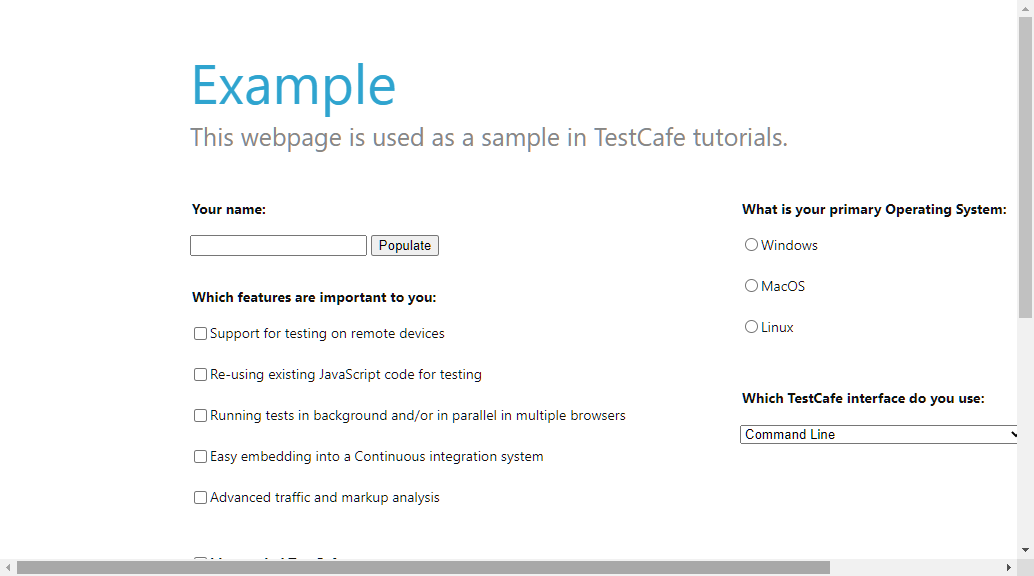 Example
This webpage is used as a sample in TestCafe tutorials.
Your name:
Populate
Which features are important to you:
Support for testing on remote devices
Re-using existing JavaScript code for testing
Running tests in background and/or in parallel in multiple browsers
Easy embedding into a Continuous integration system
Advanced traffic and markup analysis
What is your primary Operating System:
Windows
MacOS
Linux
Which TestCafe interface do you use:
Command Line